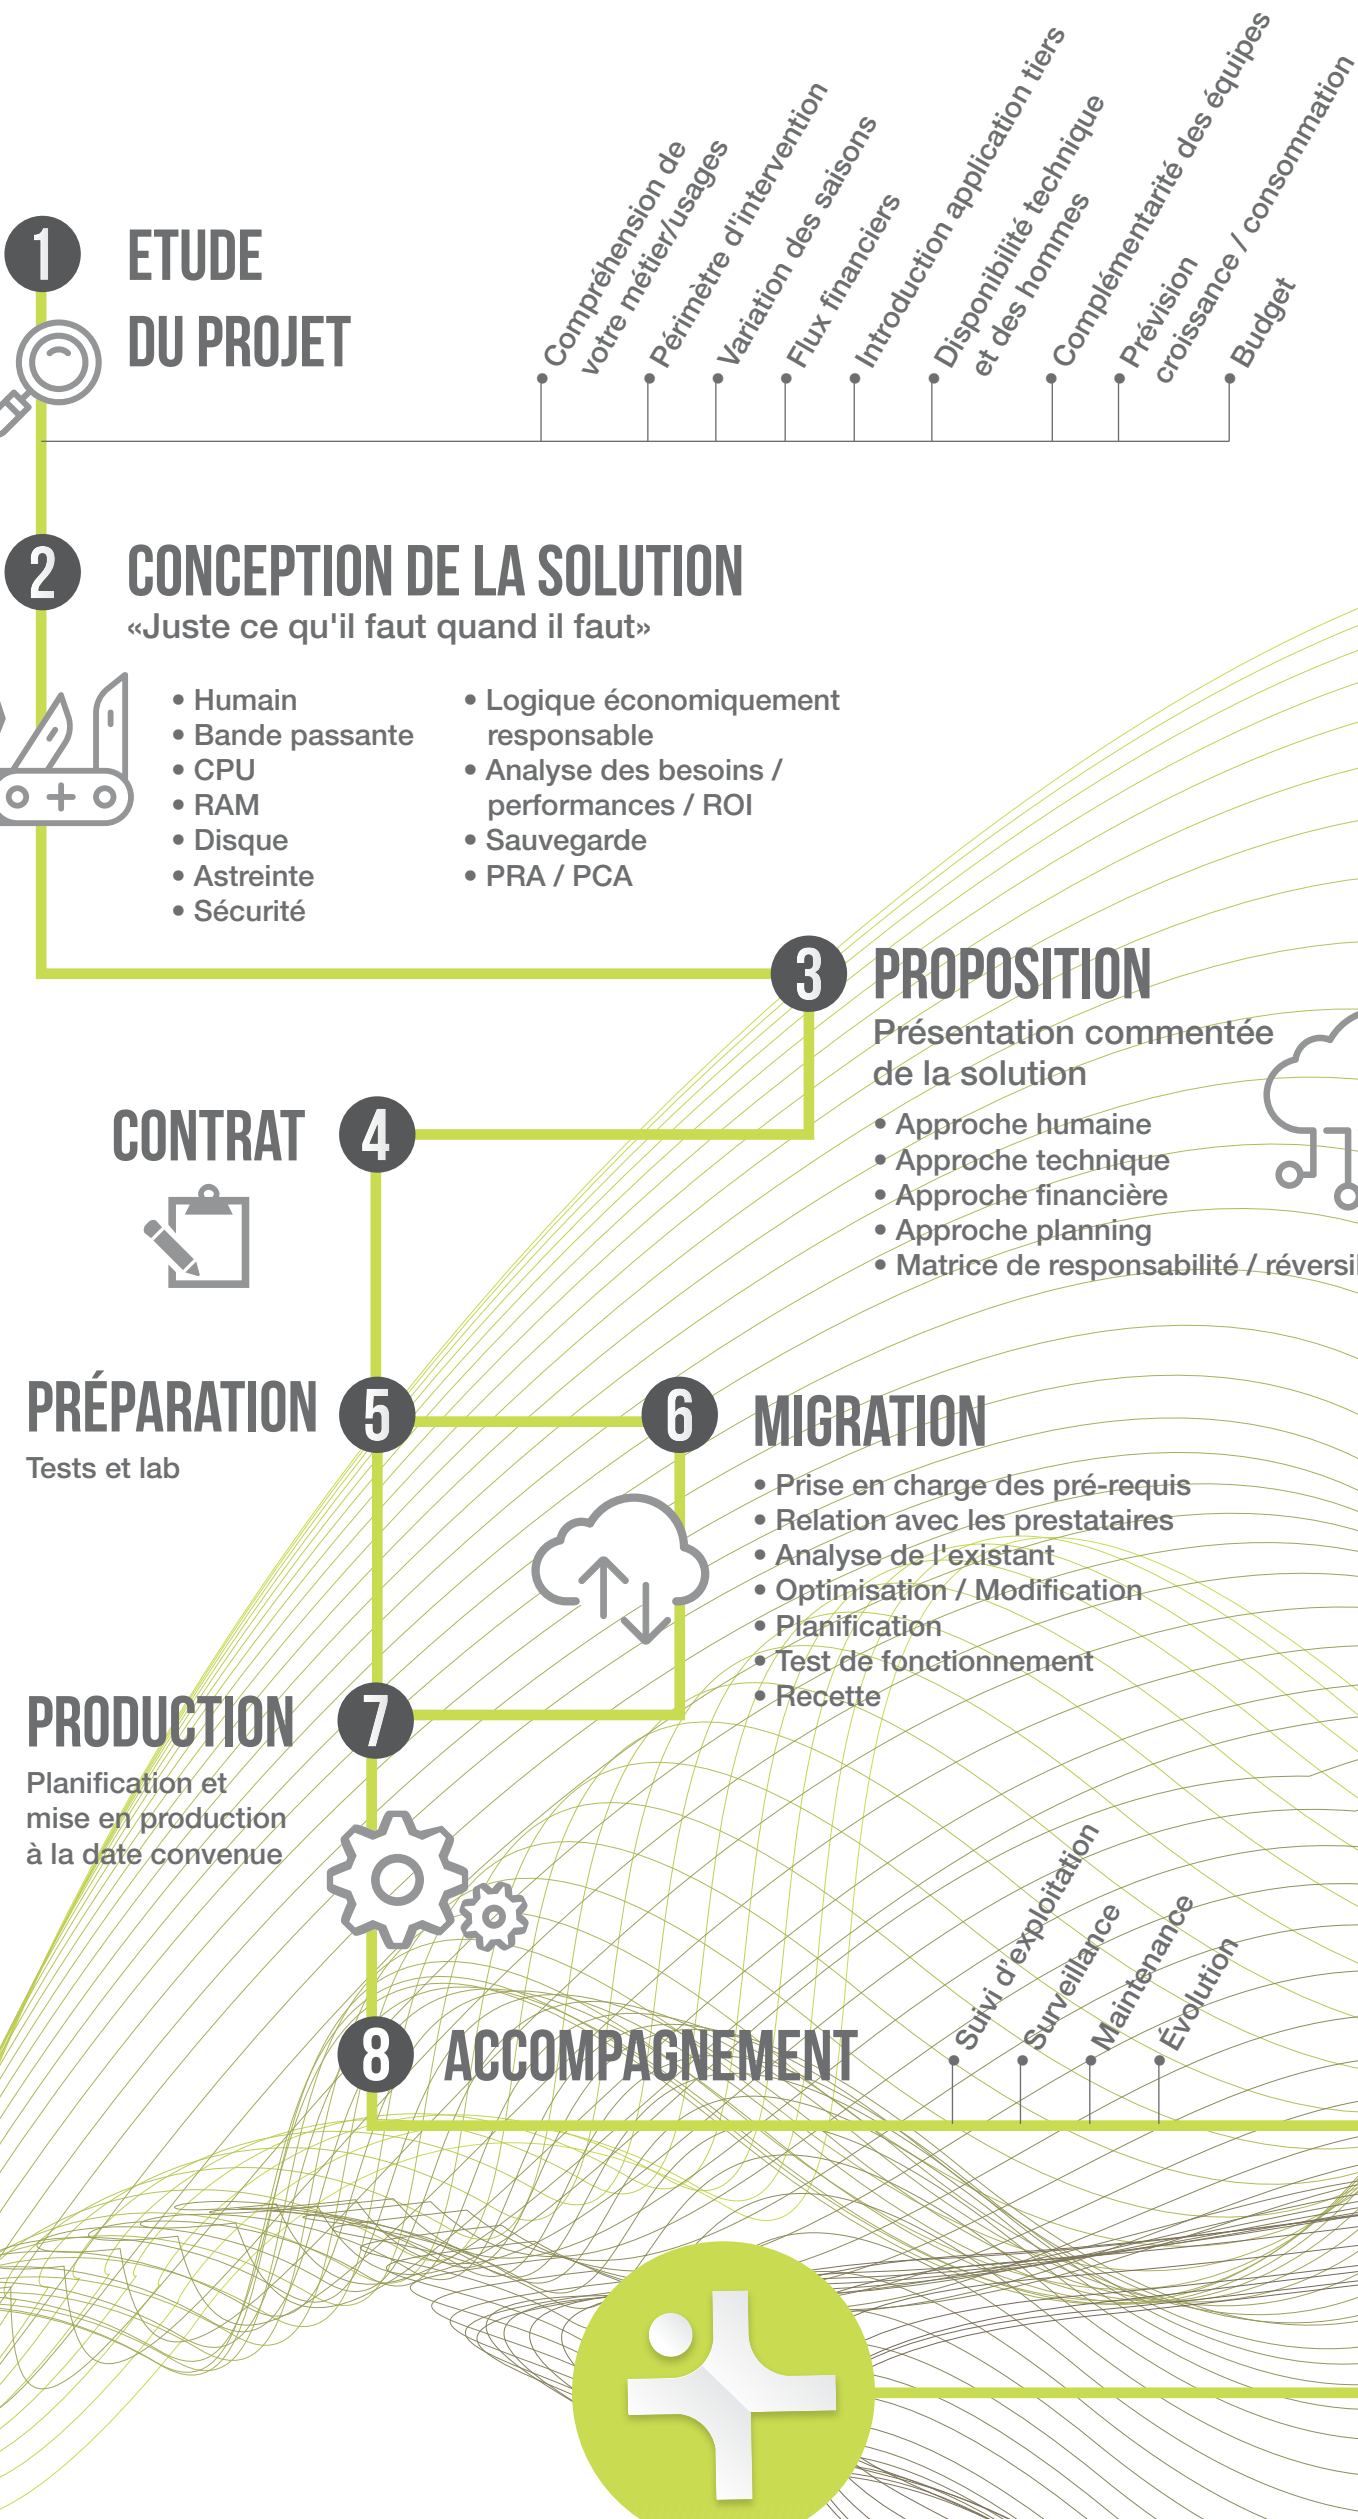 1
ETUDE
DU PROJET
Compréhension de
votre métier/usages
Périmètre d'intervention
Variation des saisons
Flux financiers
Introduction application tiers
Disponibilité technique
et des hommes
Complémentarité des équipes
Prévision
croissance / consommation
Budget
2
CONCEPTION DE LA SOLUTION
«Juste ce qu'il faut quand il faut»
• Humain
• Bande passante
• CPU
• RAM
• Disque
• Astreinte
• Sécurité
• Logique économiquement
responsable
• Analyse des besoins /
performances / ROI
• Sauvegarde
• PRA / PCA
3
PROPOSITION
Présentation commentée
de la solution
• Approche humaine
• Approche technique
• Approche financière
• Approche planning
• Matrice de responsabilité /
CONTRAT
4
PRÉPARATION
5
Tests et lab
6
MIGRATION
• Prise en charge des pré-requis
• Relation avec les prestataires
• Analyse de l'existant
• Optimisation / Modification
• Planification
• Test de fonctionnement
• Recette
PRODUCTION
7
Planification et
mise en production
à la date convenue
8
ACCOMPAGNEMENT
Suivi d'exploitation
Surveillance
Maintenance
Évolution